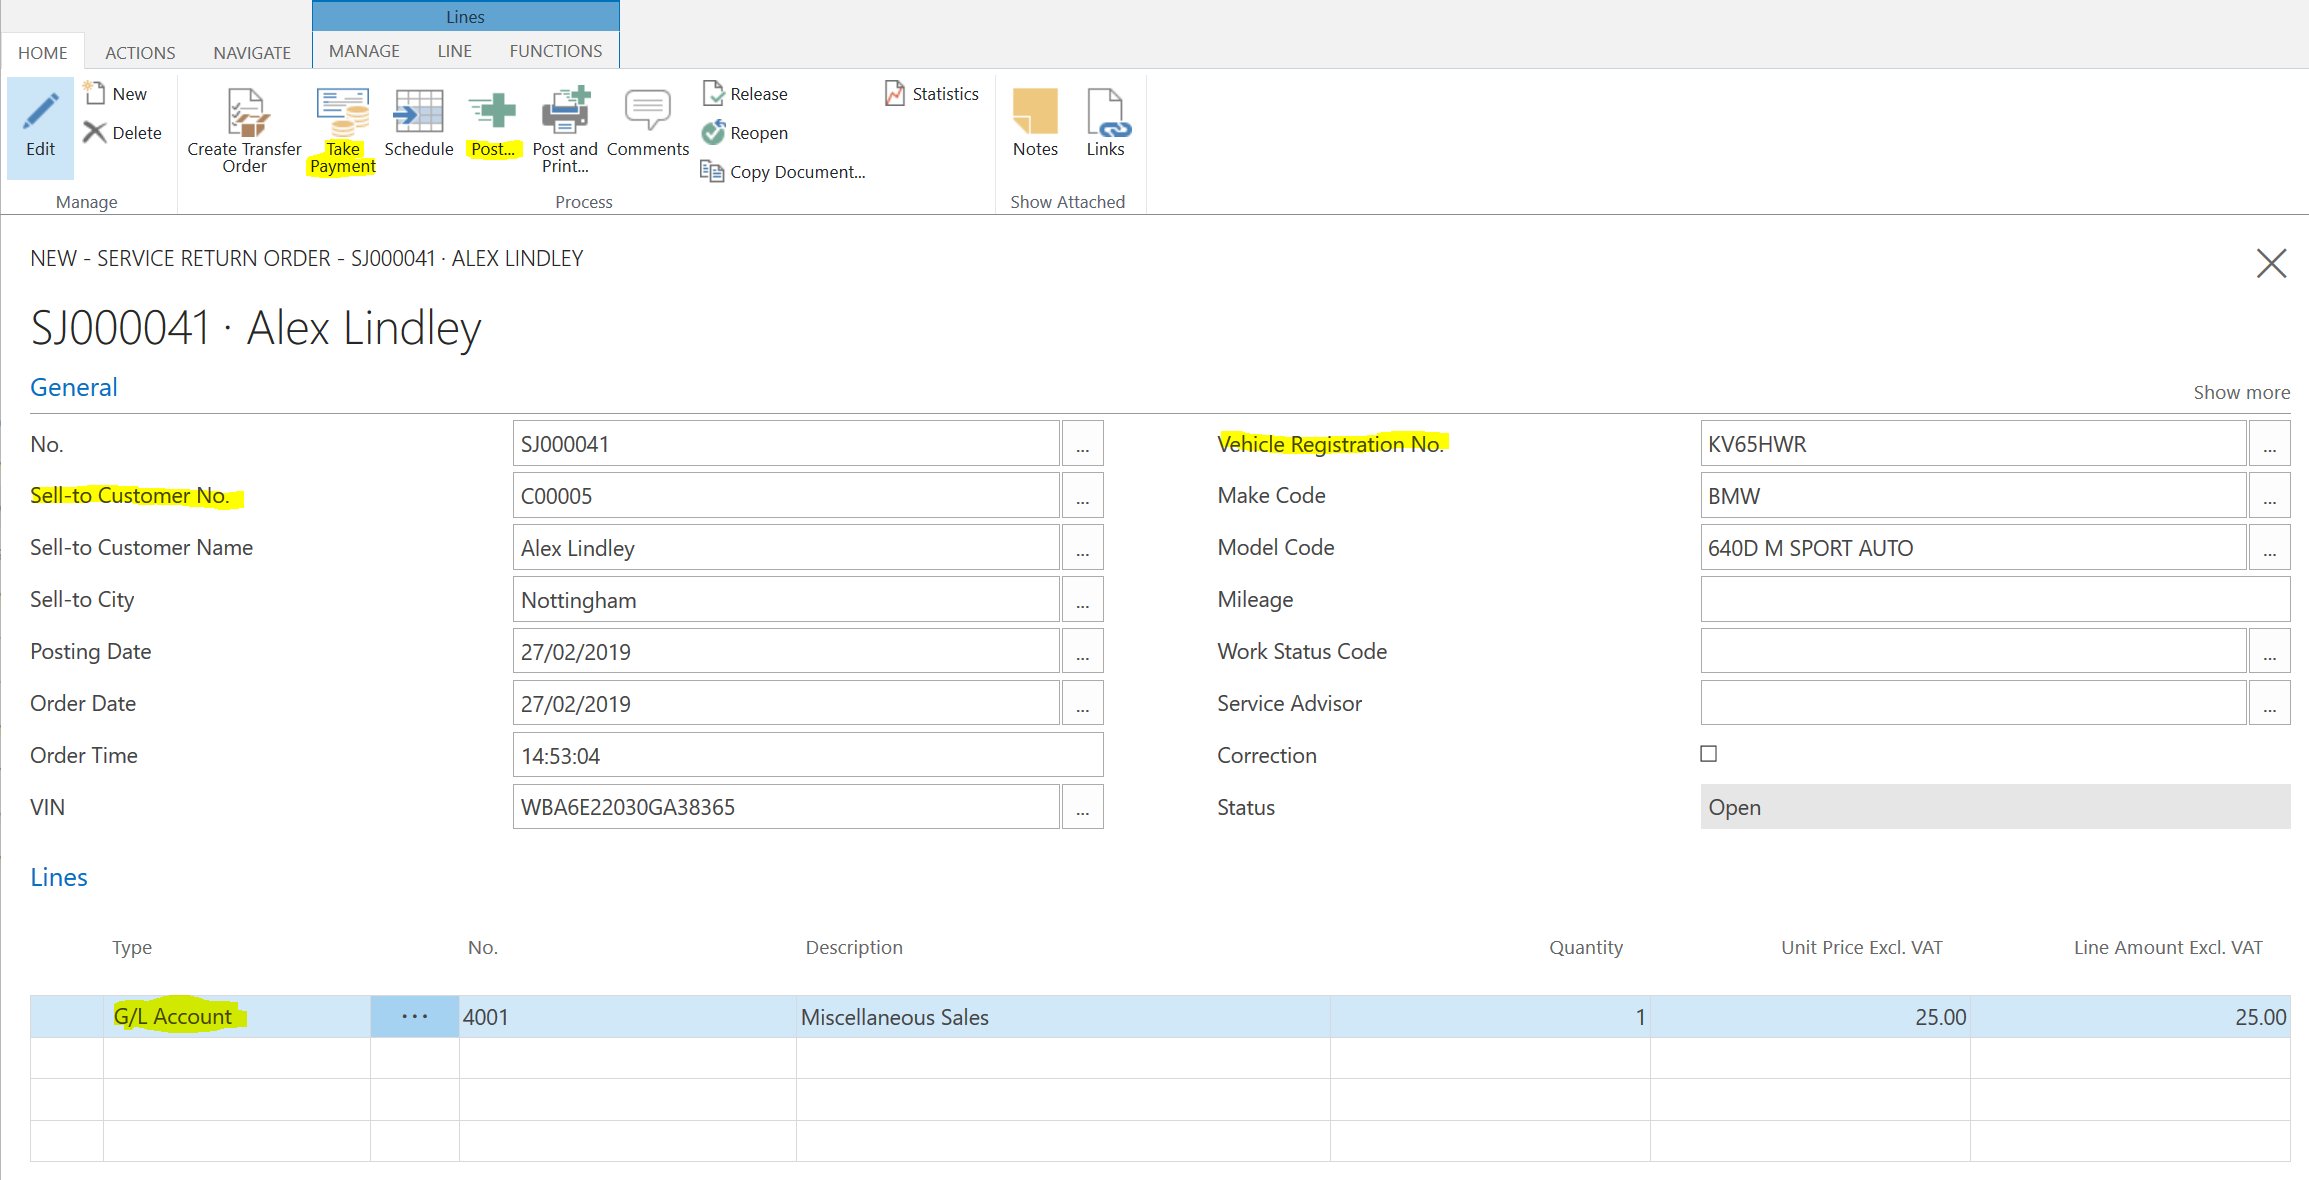 Lines
HOME ACTIONS NAVIGATE MANAGE LINE FUNCTIONS
Edit
New
Delete
Manage
Create Transfer Order
Take Payment
Schedule
Post...
Post and Print...
Comments
Release
Reopen
Copy Document...
Statistics
Process
Notes
Links
Show Attached
NEW - SERVICE RETURN ORDER - SJ000041 · ALEX LINDLEY
SJ000041 · Alex Lindley
General
Show more
No. SJ000041 ...
Sell-to Customer No. C00005 ...
Sell-to Customer Name Alex Lindley ...
Sell-to City Nottingham ...
Posting Date 27/02/2019 ...
Order Date 27/02/2019 ...
Order Time 14:53:04
VIN WBA6E22030GA38365 ...
Vehicle Registration No. KV65HWR ...
Make Code BMW ...
Model Code 640D M SPORT AUTO ...
Mileage
Work Status Code ...
Service Advisor ...
Correction
Status Open
Lines
Type No. Description Quantity Unit Price Excl. VAT Line Amount Excl. VAT
G/L Account ··· 4001 Miscellaneous Sales 1 25.00 25.00